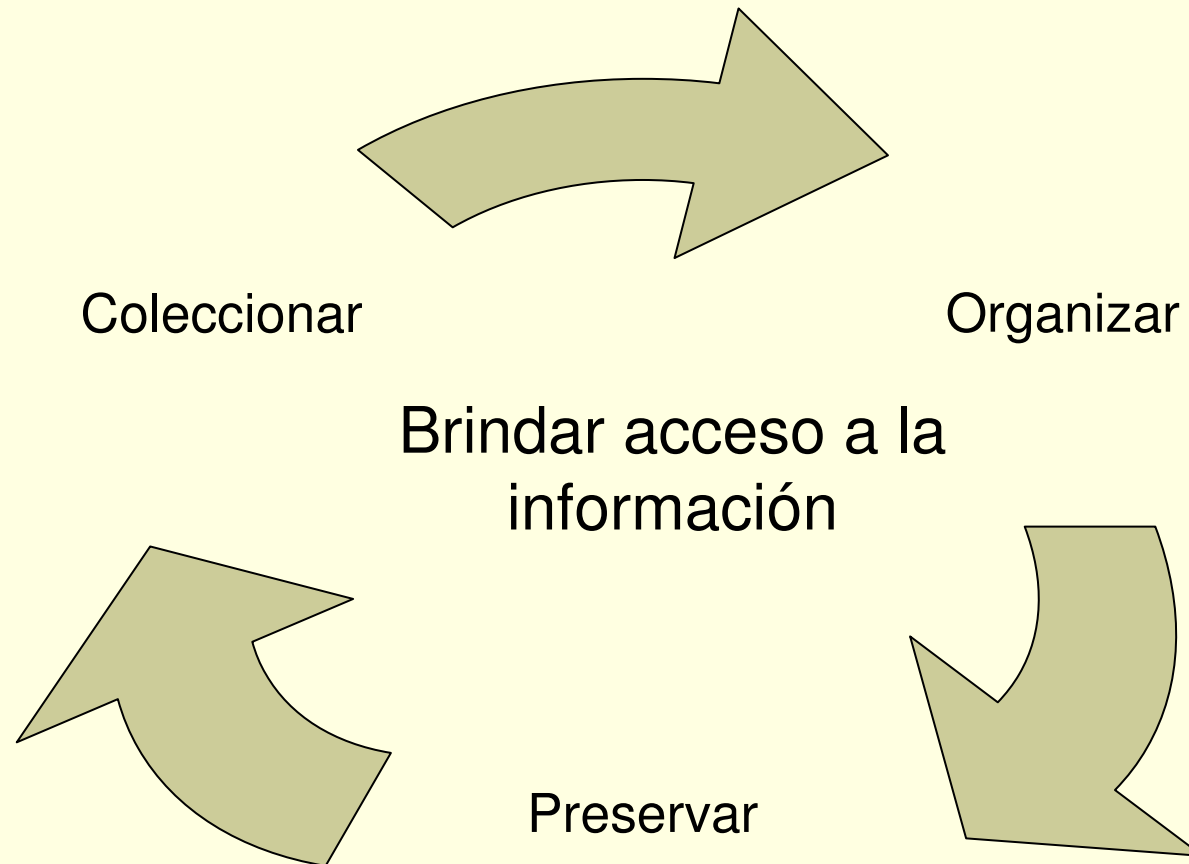 Coleccionar
Organizar
Brindar acceso a la
información
Preservar